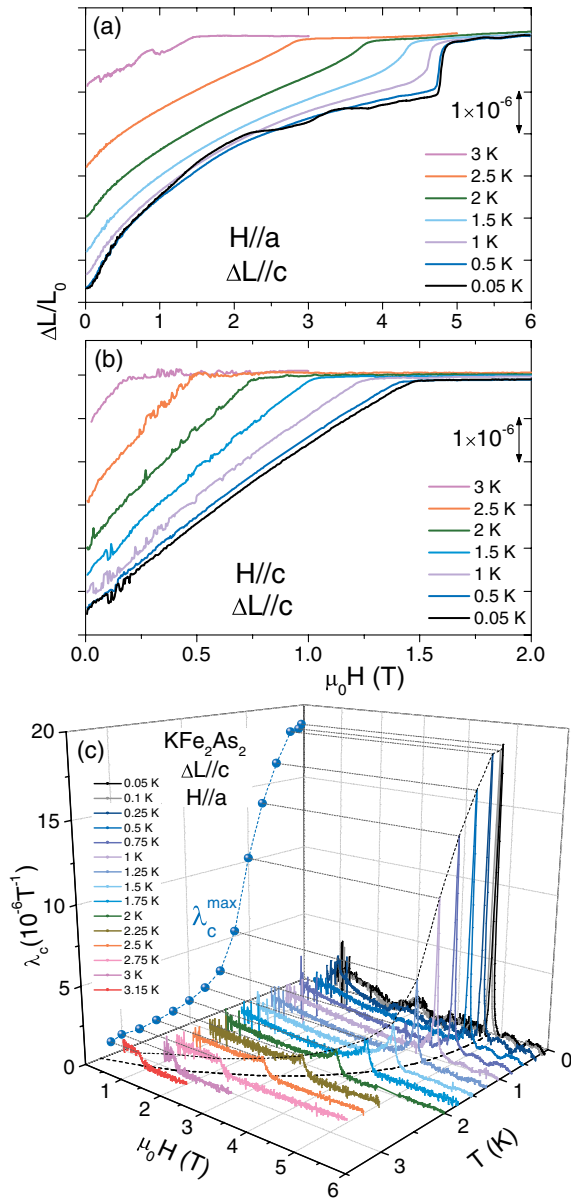 (a)
1×10⁻⁶
3 K
2.5 K
2 K
1.5 K
1 K
0.5 K
0.05 K
H//a
ΔL//c
0 1 2 3 4 5 6
ΔL/L₀
(b)
1×10⁻⁶
3 K
2.5 K
2 K
1.5 K
1 K
0.5 K
0.05 K
H//c
ΔL//c
0.0 0.5 1.0 1.5 2.0
μ₀H (T)
(c)
KFe₂As₂
ΔL//c
H//a
0.05 K
0.1 K
0.25 K
0.5 K
0.75 K
1 K
1.25 K
1.5 K
1.75 K
2 K
2.25 K
2.5 K
2.75 K
3 K
3.15 K
λ_c^max
20
15
10
5
0
λ_c(10⁻⁶T⁻¹)
1 2 3 4 5 6
μ₀H (T)
0 1 2 3
T (K)